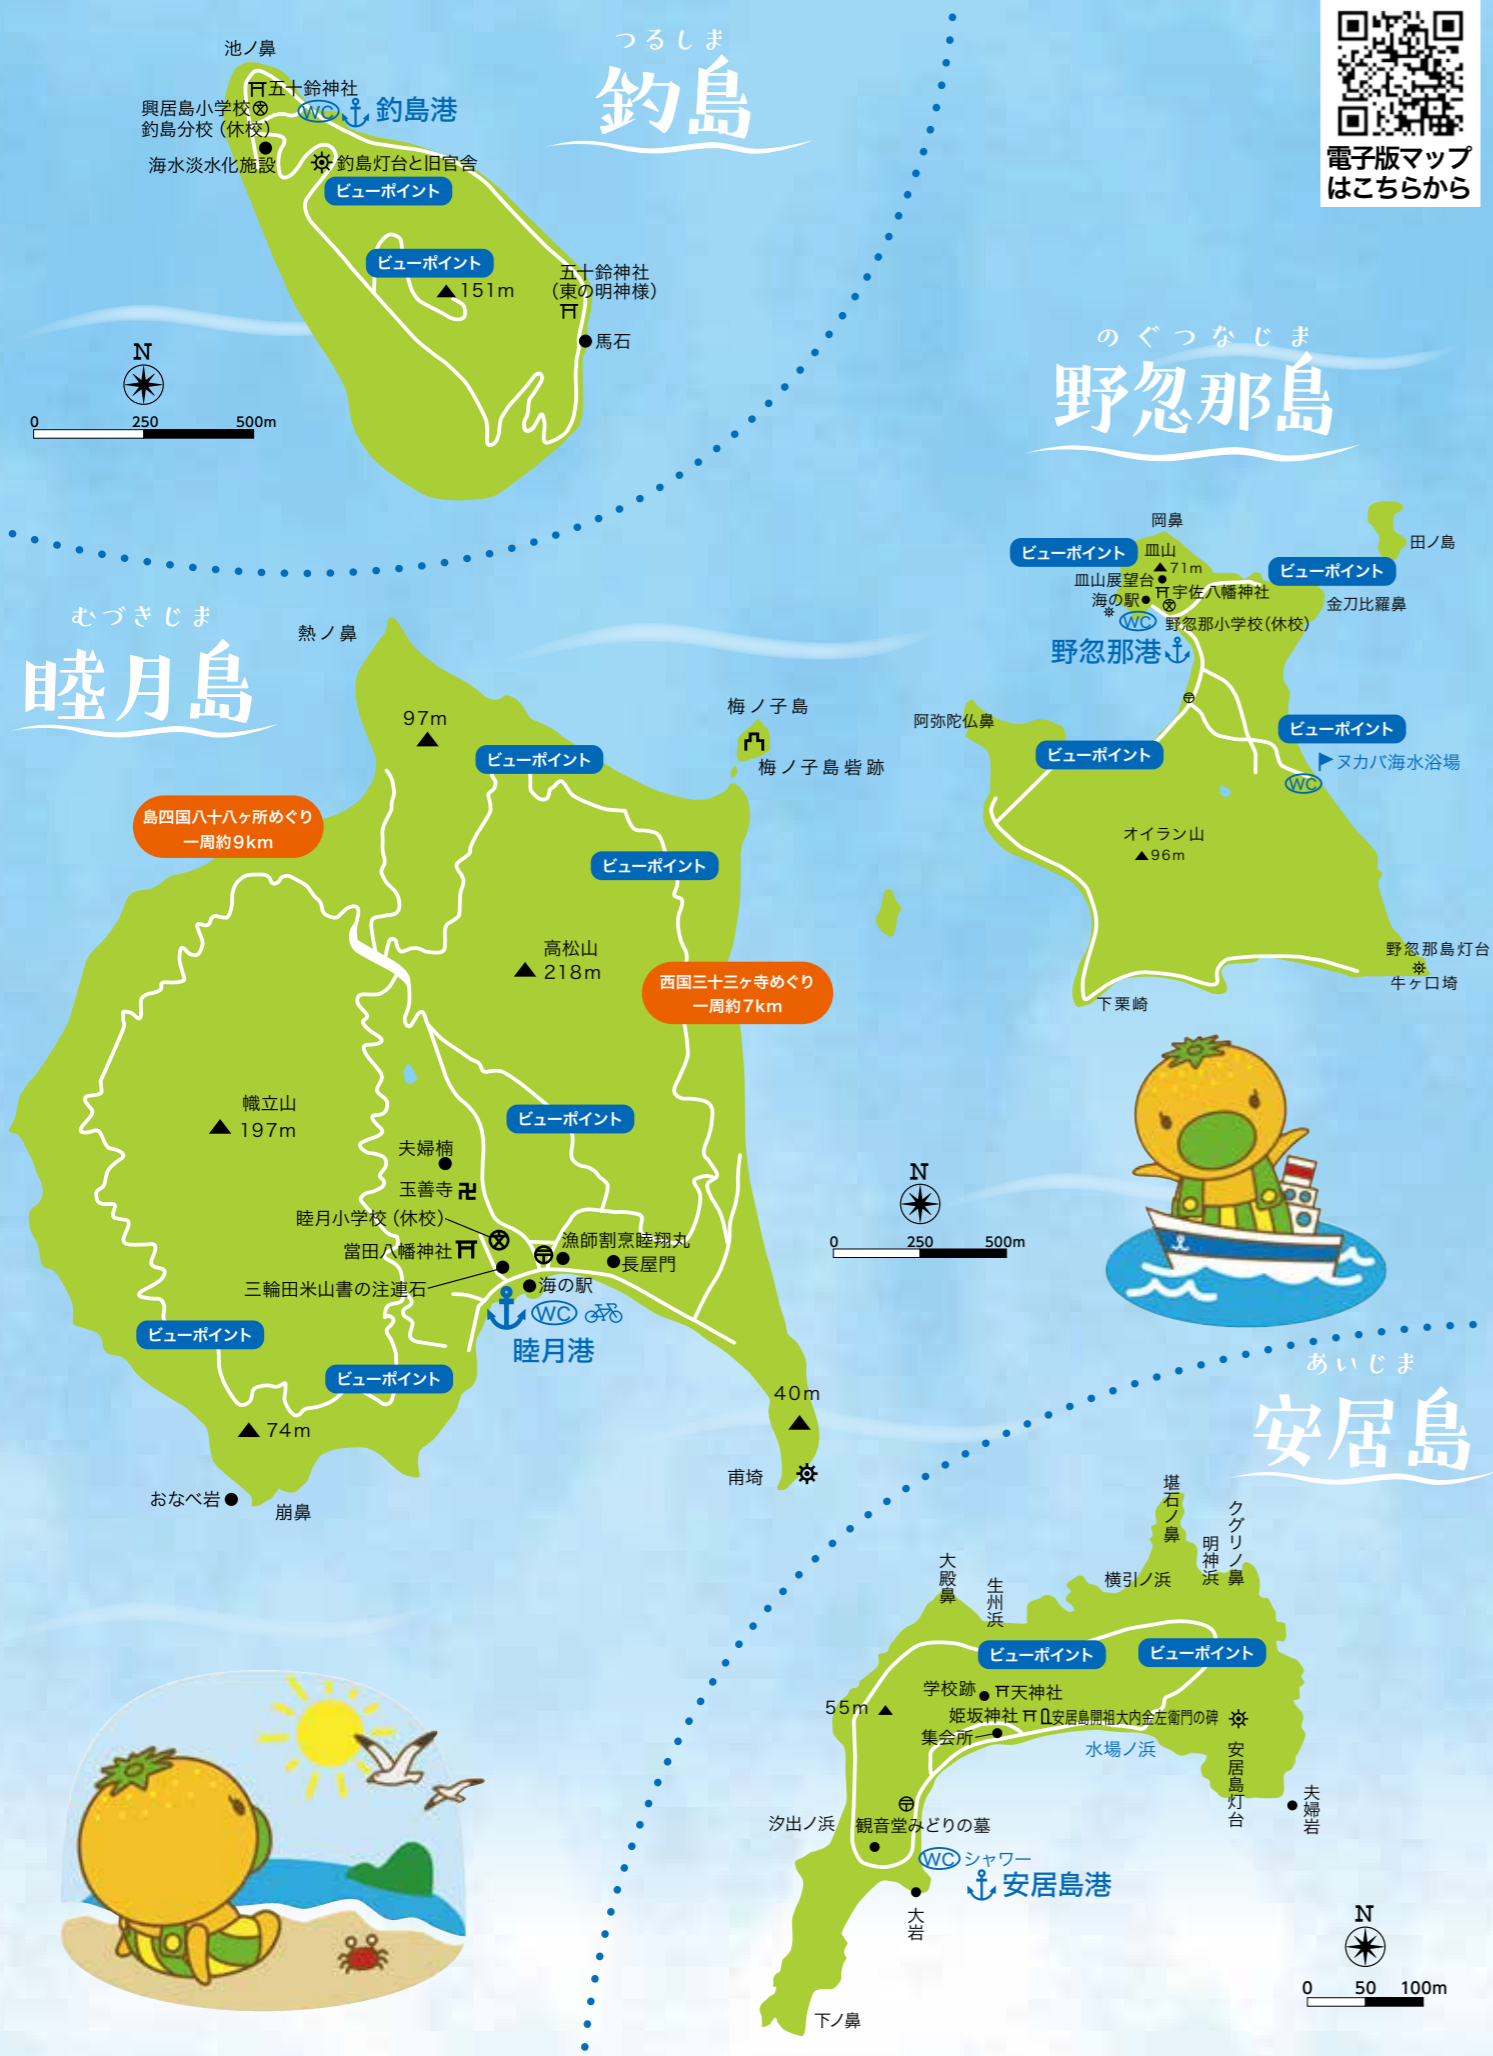 電子版マップ
はこちらから
つるしま
釣島
池ノ鼻
五十鈴神社
興居島小学校
釣島分校（休校）
WC
釣島港
海水淡水化施設
釣島灯台と旧官舎
ビューポイント
ビューポイント
151m
五十鈴神社
（東の明神様）
馬石
N
0 250 500m
のぐつなじま
野忽那島
岡鼻
田ノ島
ビューポイント
皿山
71m
皿山展望台
ビューポイント
宇佐八幡神社
海の駅
金刀比羅鼻
WC
野忽那小学校（休校）
野忽那港
阿弥陀仏鼻
ビューポイント
ビューポイント
ヌカバ海水浴場
WC
オイラン山
96m
野忽那島灯台
牛ヶ口埼
下栗崎
むづきじま
睦月島
熱ノ鼻
97m
梅ノ子島
梅ノ子島砦跡
ビューポイント
島四国八十八ヶ所めぐり
一周約9km
ビューポイント
高松山
218m
西国三十三ヶ寺めぐり
一周約7km
幟立山
197m
ビューポイント
夫婦楠
玉善寺
睦月小学校（休校）
當田八幡神社
漁師割烹睦翔丸
長屋門
三輪田米山書の注連石
海の駅
WC
睦月港
ビューポイント
ビューポイント
74m
40m
甫埼
おなべ岩
崩鼻
N
0 250 500m
あいじま
安居島
堪石ノ鼻
クグリノ鼻
明神浜
横引ノ浜
大殿鼻
生州浜
ビューポイント
ビューポイント
学校跡
天神社
55m
姫坂神社
安居島開祖大内金左衛門の碑
集会所
水場ノ浜
安居島灯台
夫婦岩
汐出ノ浜
観音堂みどりの墓
WC
シャワー
安居島港
大岩
下ノ鼻
N
0 50 100m